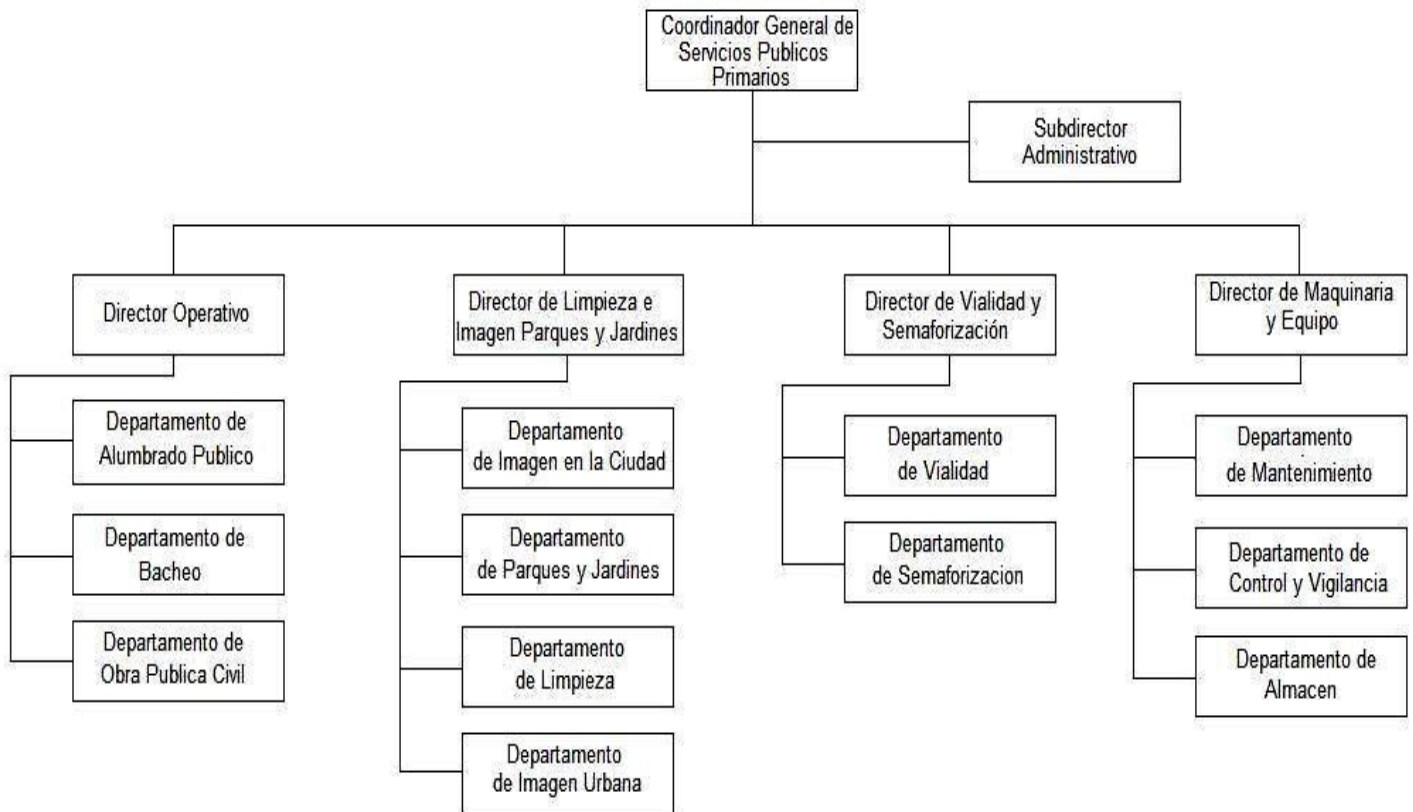 Coordinador General de
Servicios Publicos
Primarios
Subdirector
Administrativo
Director Operativo
Director de Limpieza e
Imagen Parques y Jardines
Director de Vialidad y
Semaforización
Director de Maquinaria
y Equipo
Departamento de
Alumbrado Publico
Departamento de
Bacheo
Departamento de
Obra Publica Civil
Departamento
de Imagen en la Ciudad
Departamento
de Parques y Jardines
Departamento
de Limpieza
Departamento
de Imagen Urbana
Departamento
de Vialidad
Departamento
de Semaforizacion
Departamento
de Mantenimiento
Departamento de
Control y Vigilancia
Departamento de
Almacen